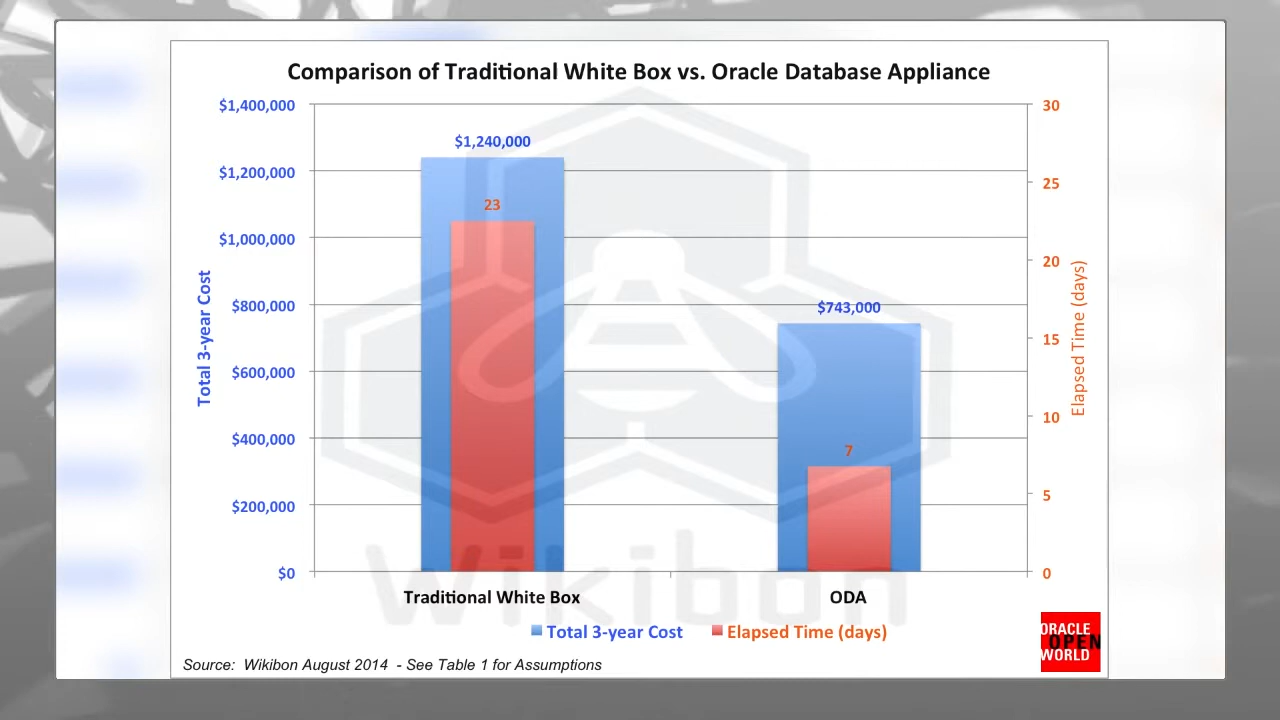 Comparison of Traditional White Box vs. Oracle Database Appliance
$1,400,000
$1,200,000
$1,000,000
$800,000
$600,000
$400,000
$200,000
$0
Total 3-year Cost
$1,240,000
23
$743,000
7
30
25
20
15
10
5
0
Elapsed Time (days)
Traditional White Box
ODA
Total 3-year Cost
Elapsed Time (days)
Wikibon
Source: Wikibon August 2014 - See Table 1 for Assumptions
ORACLE
OPEN
WORLD